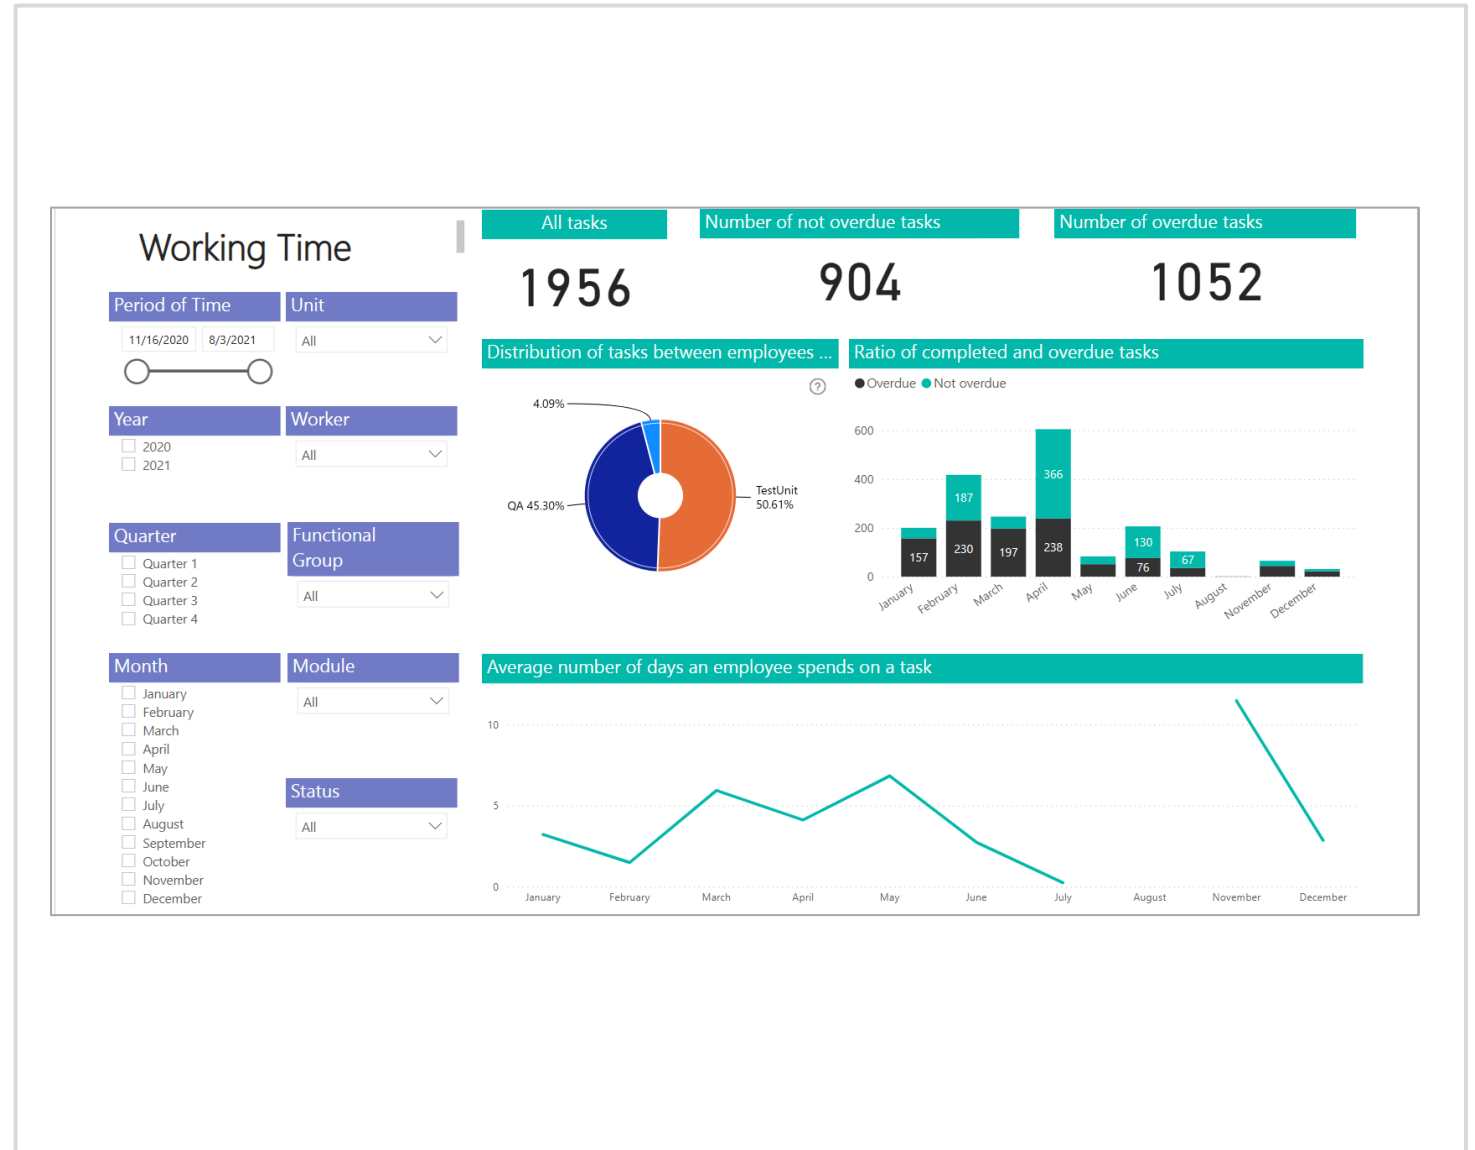 Working Time
Period of Time
11/16/2020 8/3/2021
Unit
All
Year
2020
2021
Worker
All
Quarter
Quarter 1
Quarter 2
Quarter 3
Quarter 4
Functional
Group
All
Month
January
February
March
April
May
June
July
August
September
October
November
December
Module
All
Status
All
All tasks
1956
Number of not overdue tasks
904
Number of overdue tasks
1052
Distribution of tasks between employees ...
?
4.09%
QA 45.30%
TestUnit
50.61%
Ratio of completed and overdue tasks
Overdue Not overdue
600
400
200
0
187
366
130
67
157
230
197
238
76
January February March April May June July August November December
Average number of days an employee spends on a task
10
5
0
January February March April May June July August November December